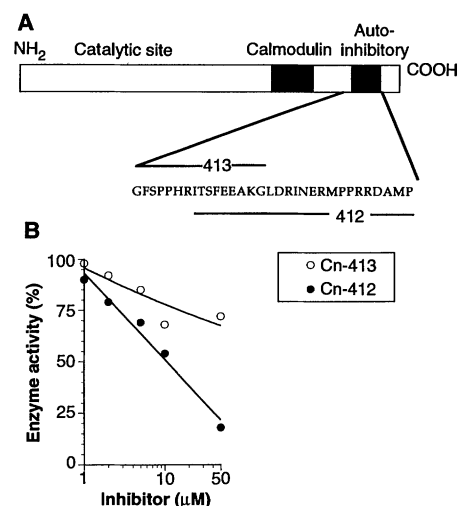 A
NH2 Catalytic site Calmodulin Auto-
inhibitory
COOH
413
GFSPPHRITSFEEAKGLDRINERMPPRRDAMP
412
B
Enzyme activity (%)
100
75
50
25
0
1 10 50
Inhibitor (μM)
Cn-413
Cn-412